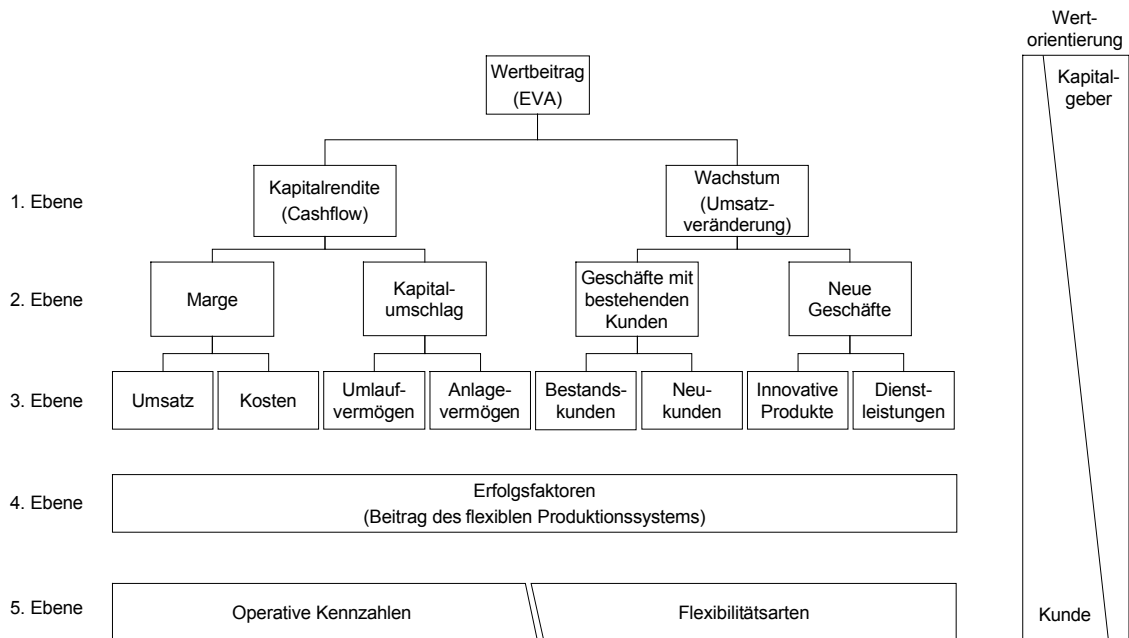 Wert-
orientierung
Wertbeitrag
(EVA)
Kapital-
geber
1. Ebene
Kapitalrendite
(Cashflow)
Wachstum
(Umsatz-
veränderung)
2. Ebene
Marge
Kapital-
umschlag
Geschäfte mit
bestehenden
Kunden
Neue
Geschäfte
3. Ebene
Umsatz
Kosten
Umlauf-
vermögen
Anlage-
vermögen
Bestands-
kunden
Neu-
kunden
Innovative
Produkte
Dienst-
leistungen
4. Ebene
Erfolgsfaktoren
(Beitrag des flexiblen Produktionssystems)
5. Ebene
Operative Kennzahlen
Flexibilitätsarten
Kunde